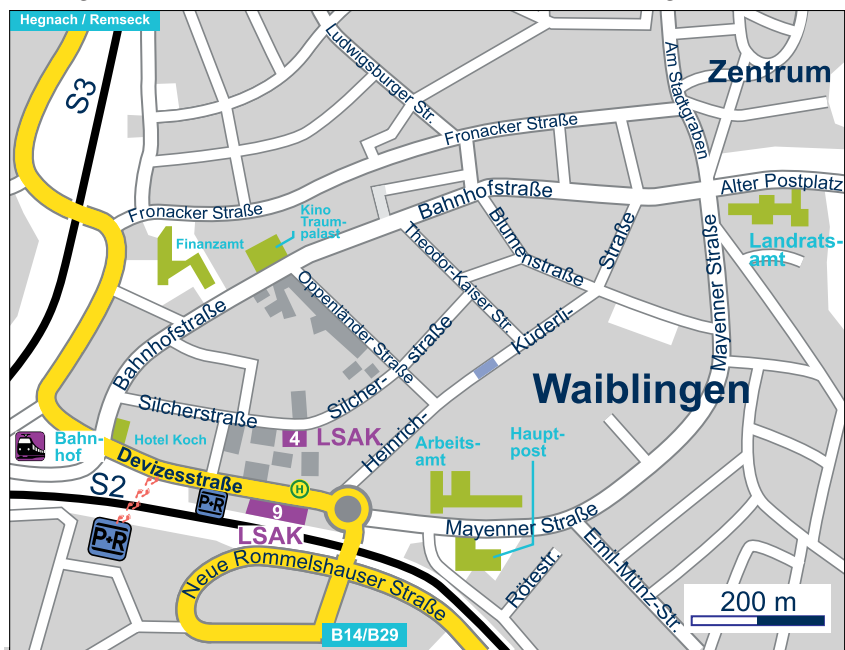 Hegnach / Remseck
S3
Ludwigsburger Str.
Am Stadtgraben
Zentrum
Fronacker Straße
Alter Postplatz
Bahnhofstraße
Fronacker Straße
Kino
Traum-
palast
Finanzamt
Landrats-
amt
Blumenstraße
Straße
Theodor-Kaiser Str.
Mayenner Straße
Oppenländer Straße
Bahnhofstraße
Küderli-
straße
Silcher-
Waiblingen
Silcherstraße
Heinrich-
4
LSAK
Hotel Koch
Bahn-
hof
Arbeits-
amt
Haupt-
post
Devizesstraße
S2
H
P+R
9
LSAK
P+R
Mayenner Straße
Emil-Münz-Str.
Rötestr.
Neue Rommelshauser Straße
200 m
B14/B29